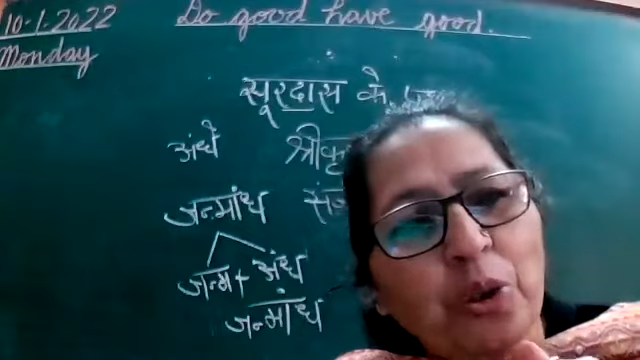 10-1-2022
Monday
Do good have good.
सूरदास के
अंधे
जन्मांध
जन्म + अंध
जन्मांध